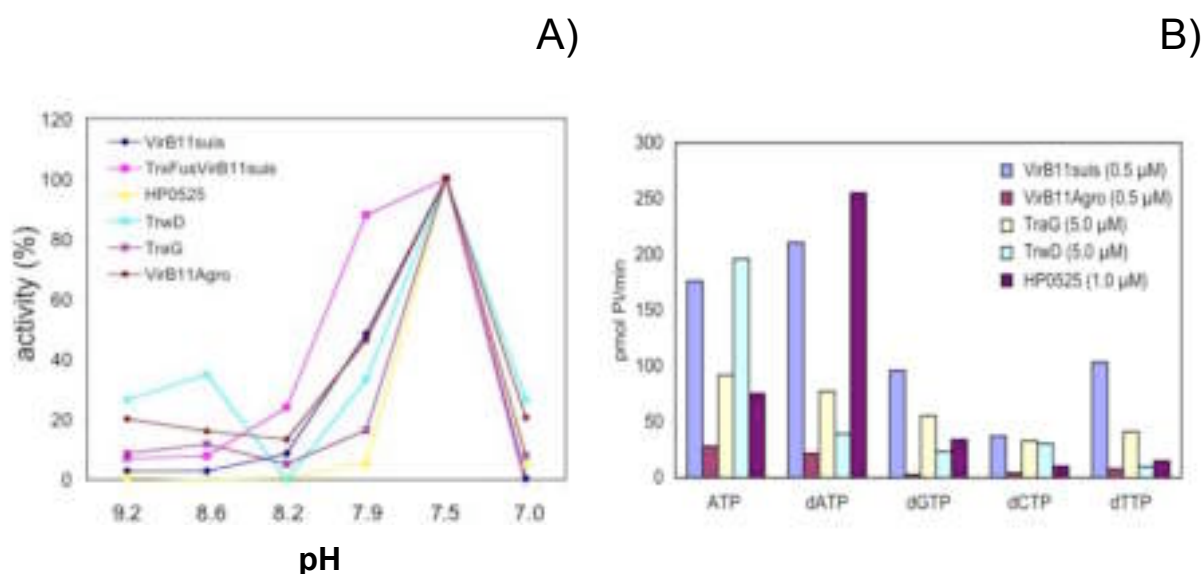 A)
B)
120
100
80
60
40
20
0
activity (%)
VirB11suis
TrxFusVirB11suis
HP0525
TrwD
TraG
VirB11Agro
9.2 8.6 8.2 7.9 7.5 7.0
pH
300
250
200
150
100
50
0
pmol Pi/min
VirB11suis (0.5 µM)
VirB11Agro (0.5 µM)
TraG (5.0 µM)
TrwD (5.0 µM)
HP0525 (1.0 µM)
ATP dATP dGTP dCTP dTTP